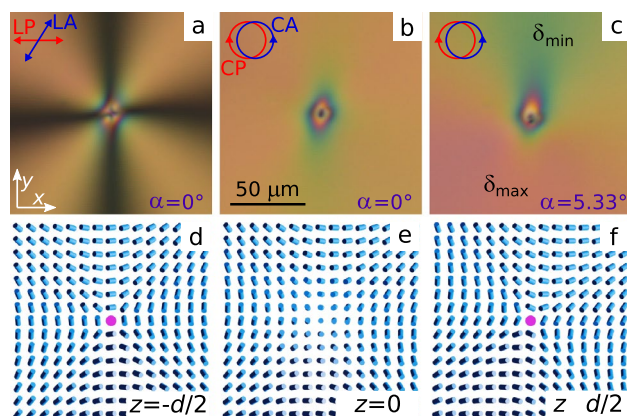 a
LP
LA
y
x
α=0°
b
CA
CP
50 μm
α=0°
c
δmin
δmax
α=5.33°
d
z=-d/2
e
z=0
f
z d/2